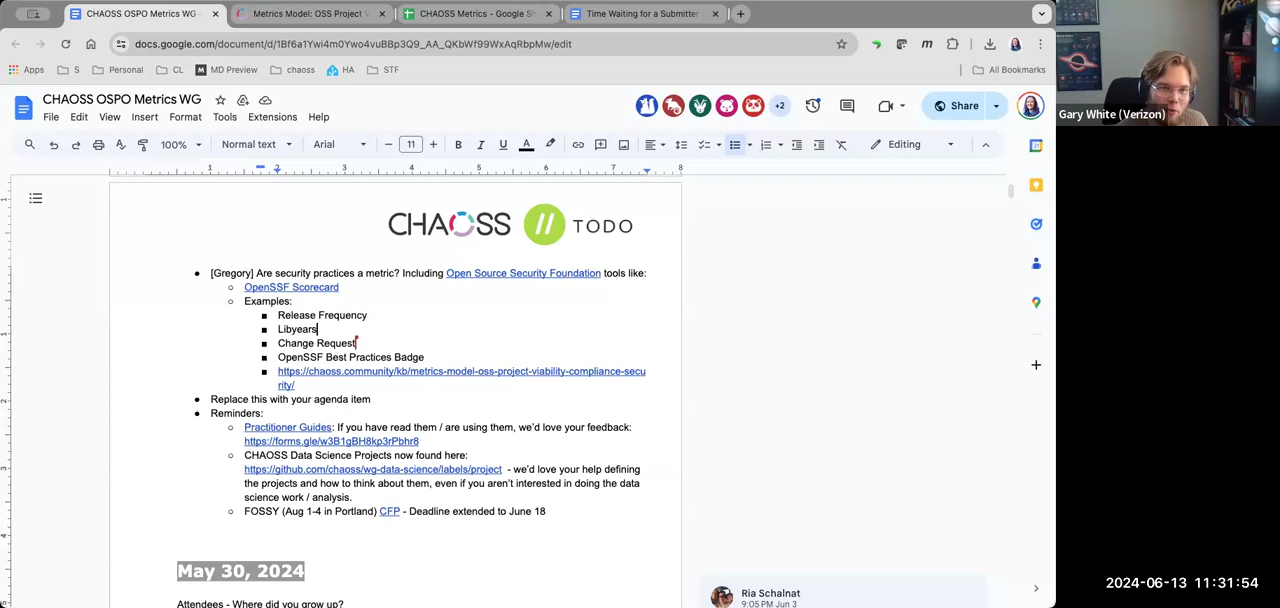 CHAOSS OSPO Metrics WG -
Metrics Model: OSS Project V
CHAOSS Metrics - Google S
Time Waiting for a Submitter
docs.google.com/document/d/1Bf6a1Ywi4m0Ywo4vuBBp3Q9_AA_QKbWf99WxAqRbpMw/edit
Apps
S
Personal
CL
MD Preview
chaoss
HA
STF
All Bookmarks
CHAOSS OSPO Metrics WG
File Edit View Insert Format Tools Extensions Help
+2
Share
100%
Normal text
Arial
11
Editing
1 2 3 4 5 6 7 8
CHAOSS // TODO
[Gregory] Are security practices a metric? Including Open Source Security Foundation tools like:
OpenSSF Scorecard
Examples:
Release Frequency
Libyears
Change Request
OpenSSF Best Practices Badge
https://chaoss.community/kb/metrics-model-oss-project-viability-compliance-secu
rity/
Replace this with your agenda item
Reminders:
Practitioner Guides: If you have read them / are using them, we'd love your feedback:
https://forms.gle/w3B1gBH8kp3rPbhr8
CHAOSS Data Science Projects now found here:
https://github.com/chaoss/wg-data-science/labels/project - we'd love your help defining
the projects and how to think about them, even if you aren't interested in doing the data
science work / analysis.
FOSSY (Aug 1-4 in Portland) CFP - Deadline extended to June 18
May 30, 2024
Attendees - Where did you grow up?
Ria Schalnat
9:05 PM Jun 3
Gary White (Verizon)
2024-06-13 11:31:54